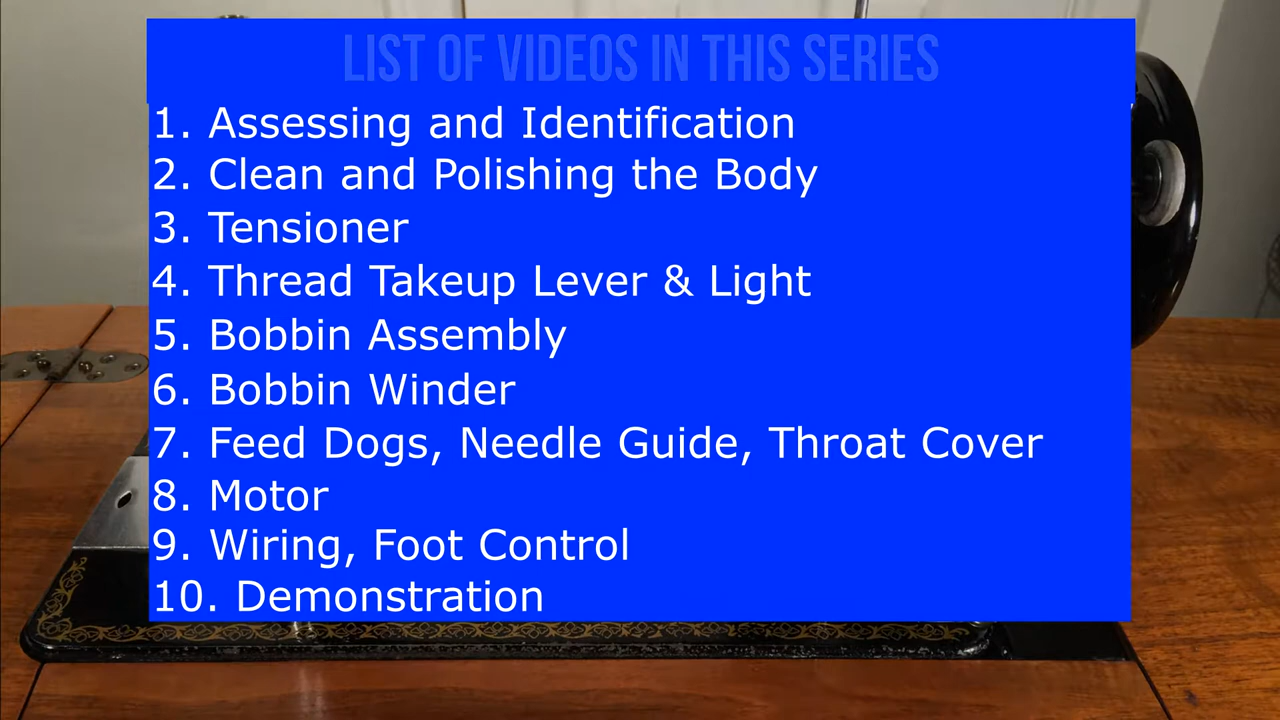 LIST OF VIDEOS IN THIS SERIES
1. Assessing and Identification
2. Clean and Polishing the Body
3. Tensioner
4. Thread Takeup Lever & Light
5. Bobbin Assembly
6. Bobbin Winder
7. Feed Dogs, Needle Guide, Throat Cover
8. Motor
9. Wiring, Foot Control
10. Demonstration